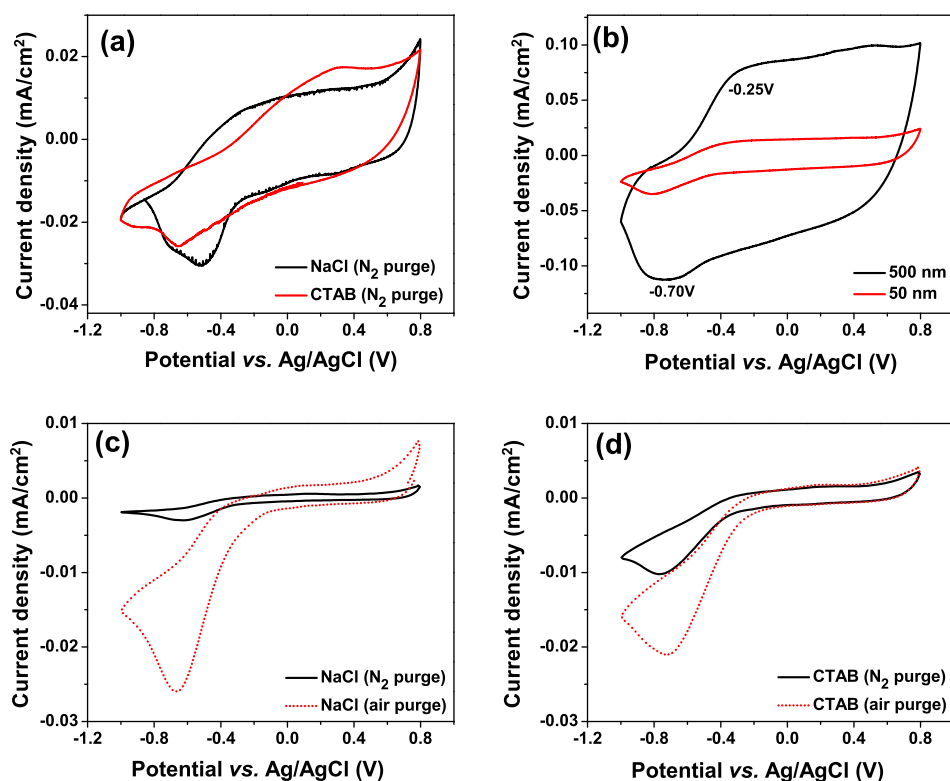 (a)
Current density (mA/cm²)
0.02
0.00
-0.02
-0.04
NaCl (N₂ purge)
CTAB (N₂ purge)
-1.2 -0.8 -0.4 0.0 0.4 0.8
Potential vs. Ag/AgCl (V)
(b)
Current density (mA/cm²)
0.10
0.05
0.00
-0.05
-0.10
-0.25V
-0.70V
500 nm
50 nm
-1.2 -0.8 -0.4 0.0 0.4 0.8
Potential vs. Ag/AgCl (V)
(c)
Current density (mA/cm²)
0.01
0.00
-0.01
-0.02
-0.03
NaCl (N₂ purge)
NaCl (air purge)
-1.2 -0.8 -0.4 0.0 0.4 0.8
Potential vs. Ag/AgCl (V)
(d)
Current density (mA/cm²)
0.01
0.00
-0.01
-0.02
-0.03
CTAB (N₂ purge)
CTAB (air purge)
-1.2 -0.8 -0.4 0.0 0.4 0.8
Potential vs. Ag/AgCl (V)